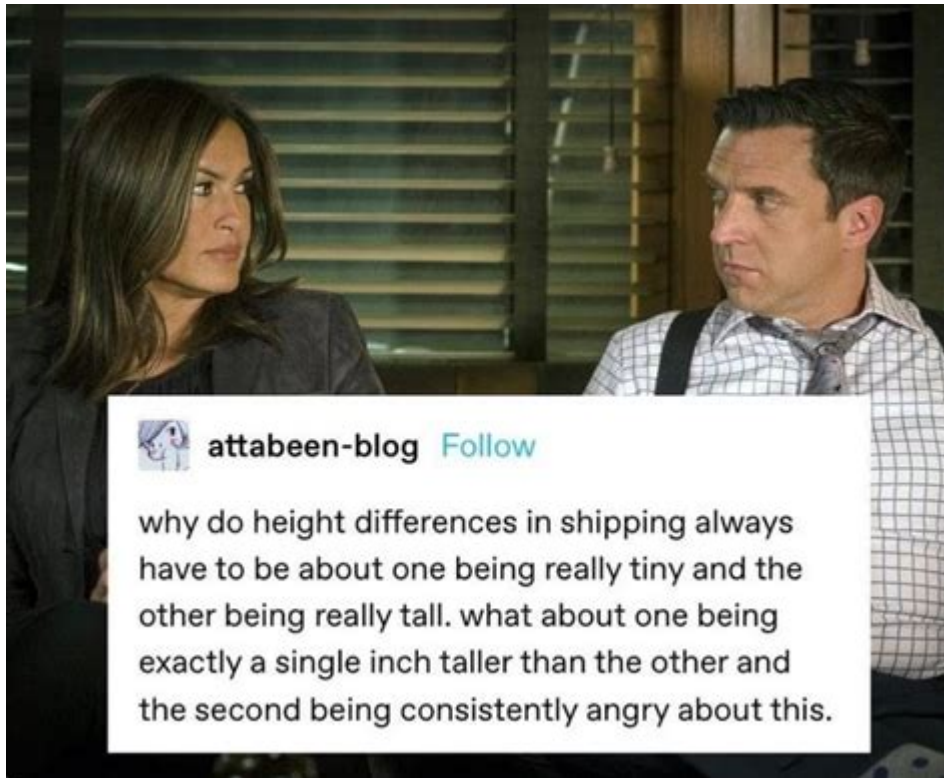 attabeen-blog Follow
why do height differences in shipping always
have to be about one being really tiny and the
other being really tall. what about one being
exactly a single inch taller than the other and
the second being consistently angry about this.